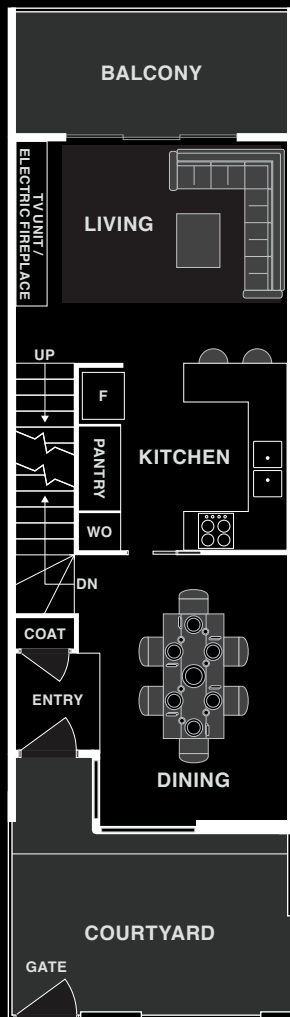 BALCONY
TV UNIT /
ELECTRIC FIREPLACE
LIVING
UP
F
PANTRY
KITCHEN
WO
DN
COAT
ENTRY
DINING
COURTYARD
GATE